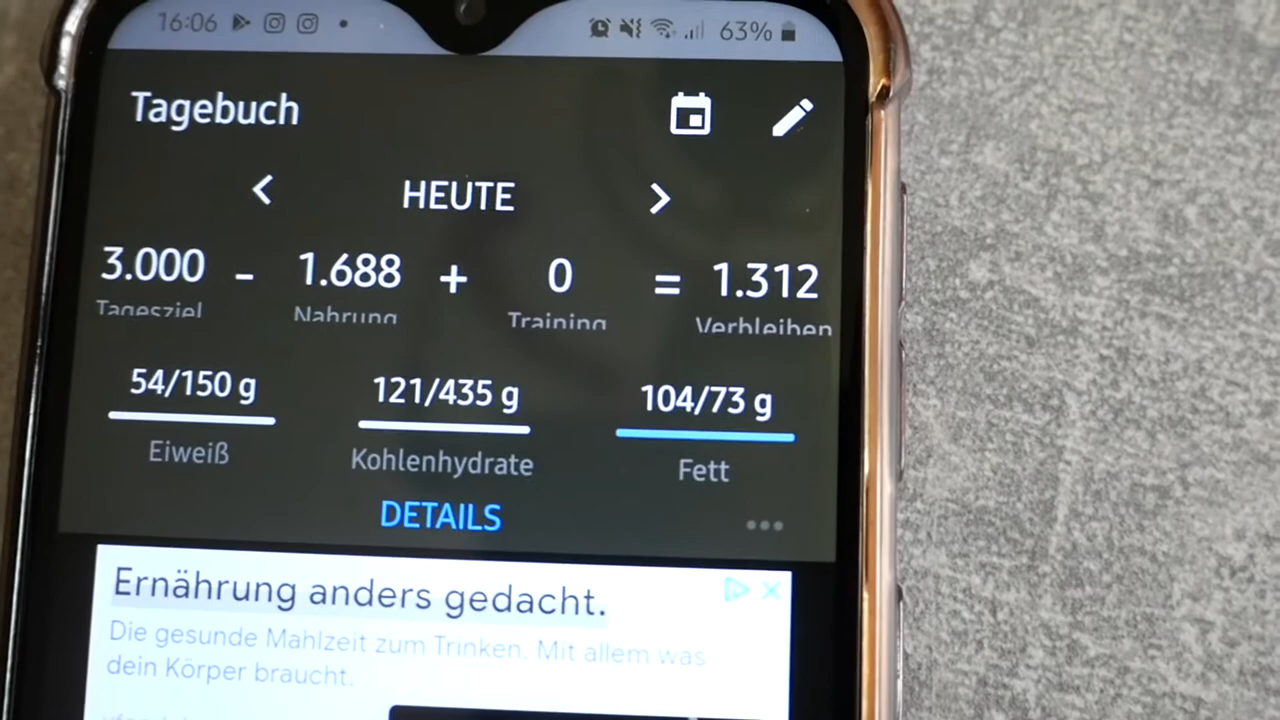 16:06 63%
Tagebuch
HEUTE
3.000 - 1.688 + 0 = 1.312
Tagesziel Nahrung Training Verbleiben
54/150 g 121/435 g 104/73 g
Eiweiß Kohlenhydrate Fett
DETAILS
Ernährung anders gedacht.
Die gesunde Mahlzeit zum Trinken. Mit allem was
dein Körper braucht.